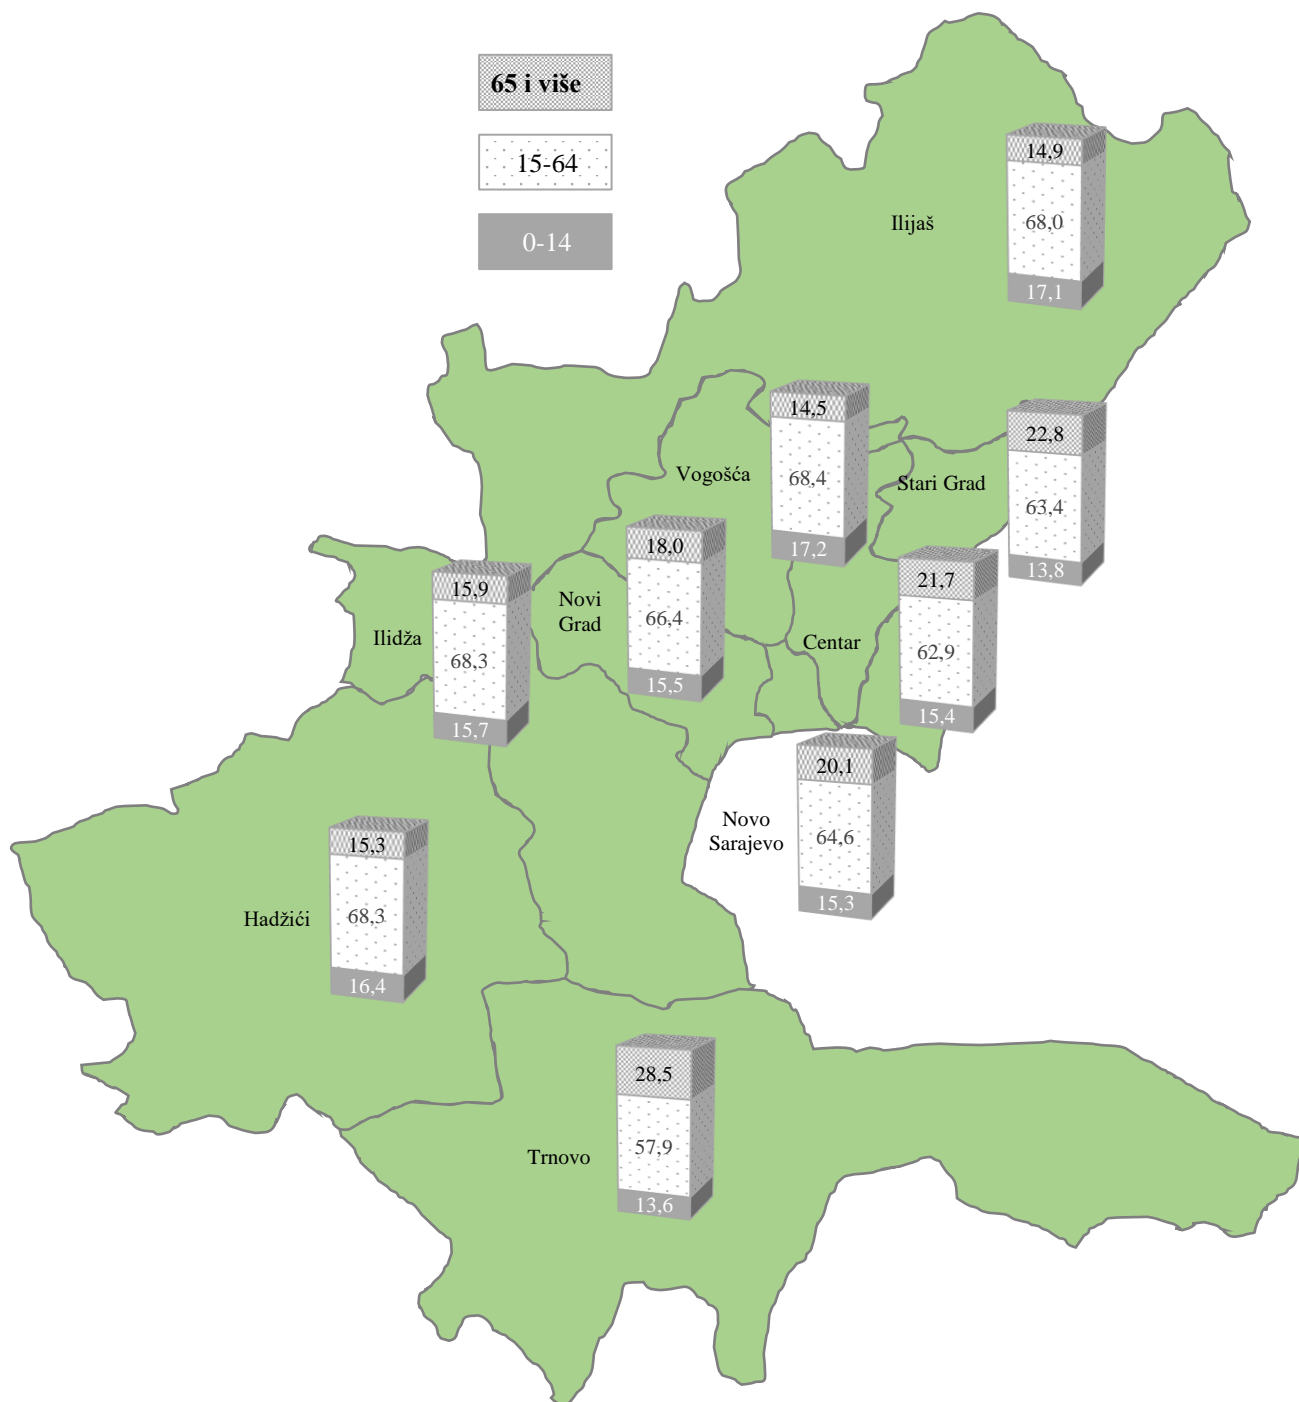 65 i više
15-64
0-14
Ilijaš
14,9
68,0
17,1
Vogošća
14,5
68,4
17,2
Stari Grad
22,8
63,4
13,8
Ilidža
15,9
68,3
15,7
Novi
Grad
18,0
66,4
15,5
Centar
21,7
62,9
15,4
Novo
Sarajevo
20,1
64,6
15,3
Hadžići
15,3
68,3
16,4
Trnovo
28,5
57,9
13,6